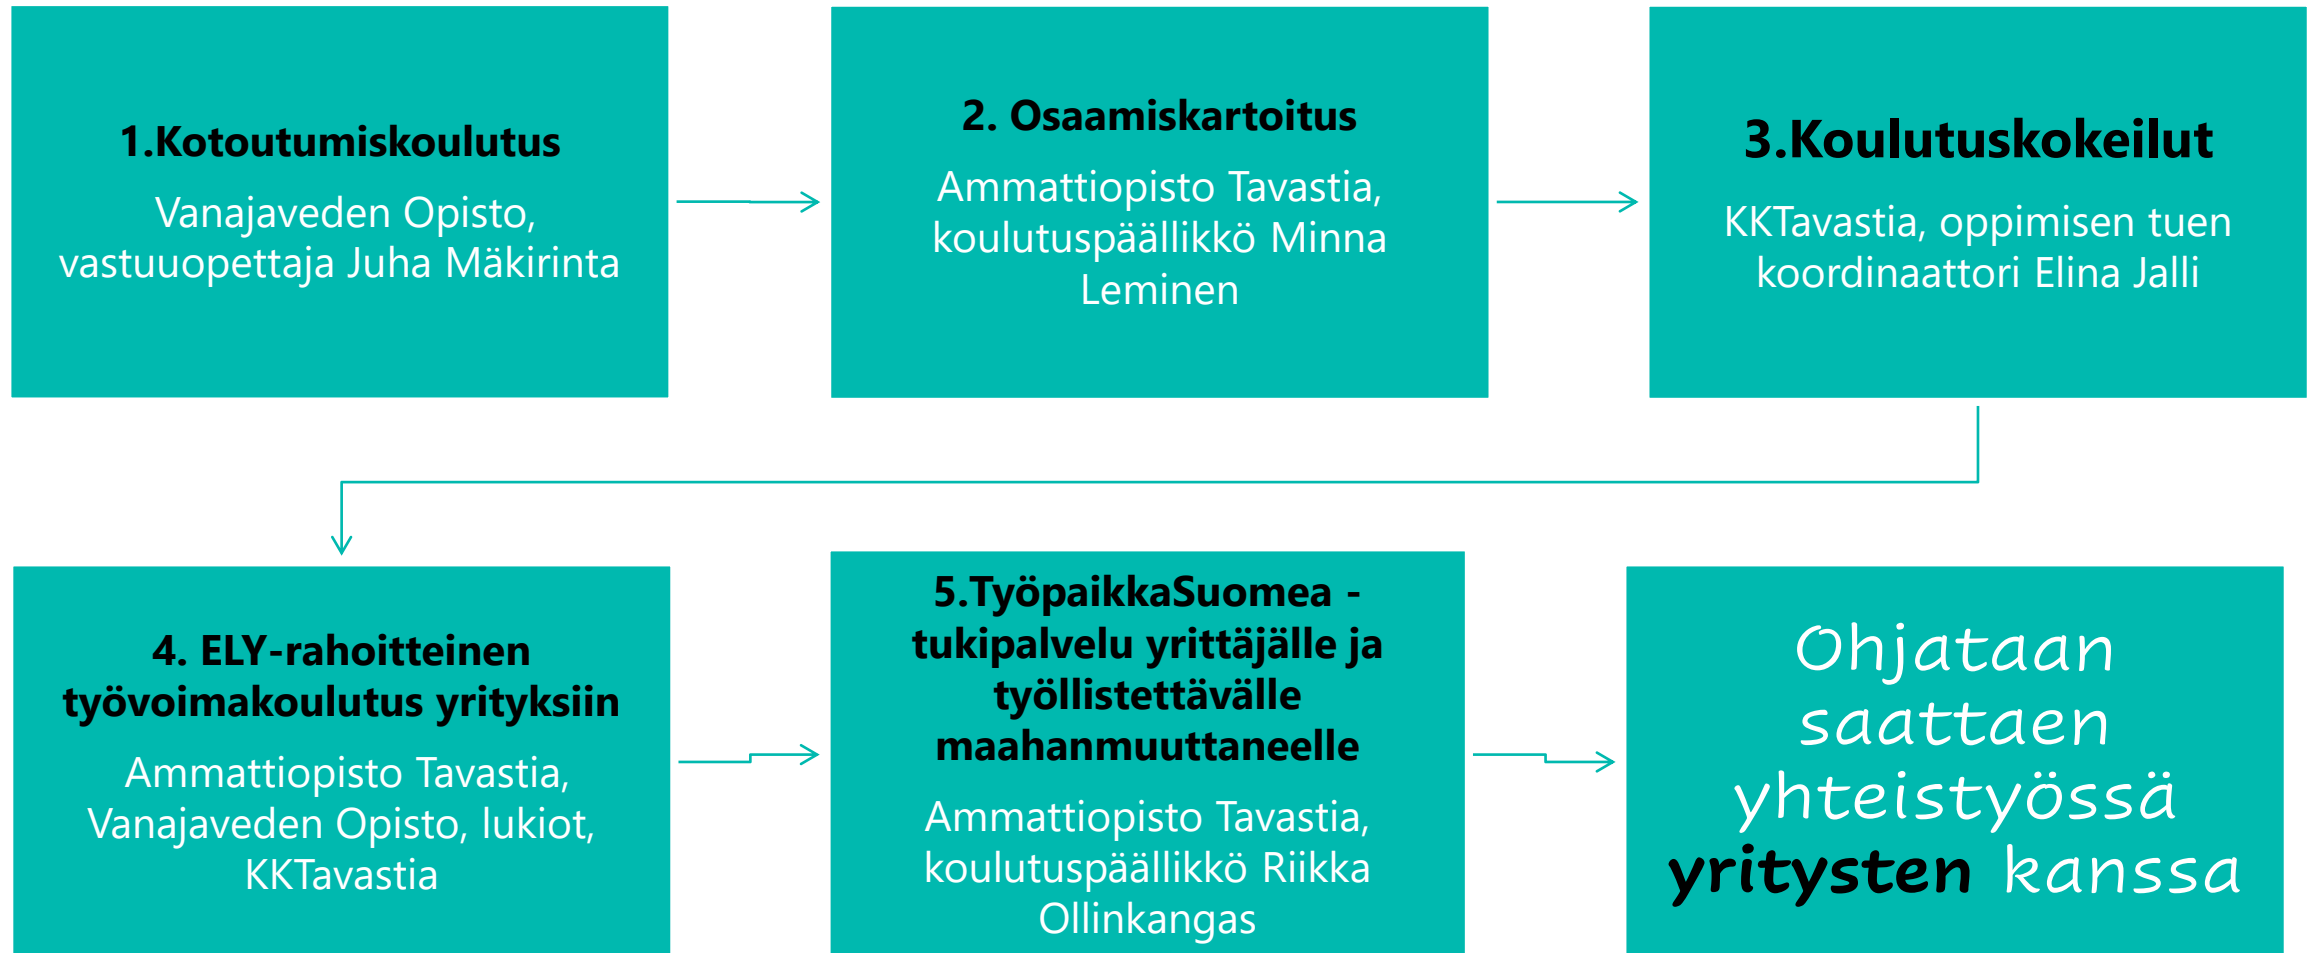 1.Kotoutumiskoulutus
Vanajaveden Opisto,
vastuuopettaja Juha Mäkirinta
2. Osaamiskartoitus
Ammattiopisto Tavastia,
koulutuspäällikkö Minna
Leminen
3.Koulutuskokeilut
KKTavastia, oppimisen tuen
koordinaattori Elina Jalli
4. ELY-rahoitteinen
työvoimakoulutus yrityksiin
Ammattiopisto Tavastia,
Vanajaveden Opisto, lukiot,
KKTavastia
5.TyöpaikkaSuomea -
tukipalvelu yrittäjälle ja
työllistettävälle
maahanmuuttaneelle
Ammattiopisto Tavastia,
koulutuspäällikkö Riikka
Ollinkangas
Ohjataan
saattaen
yhteistyössä
yritysten kanssa